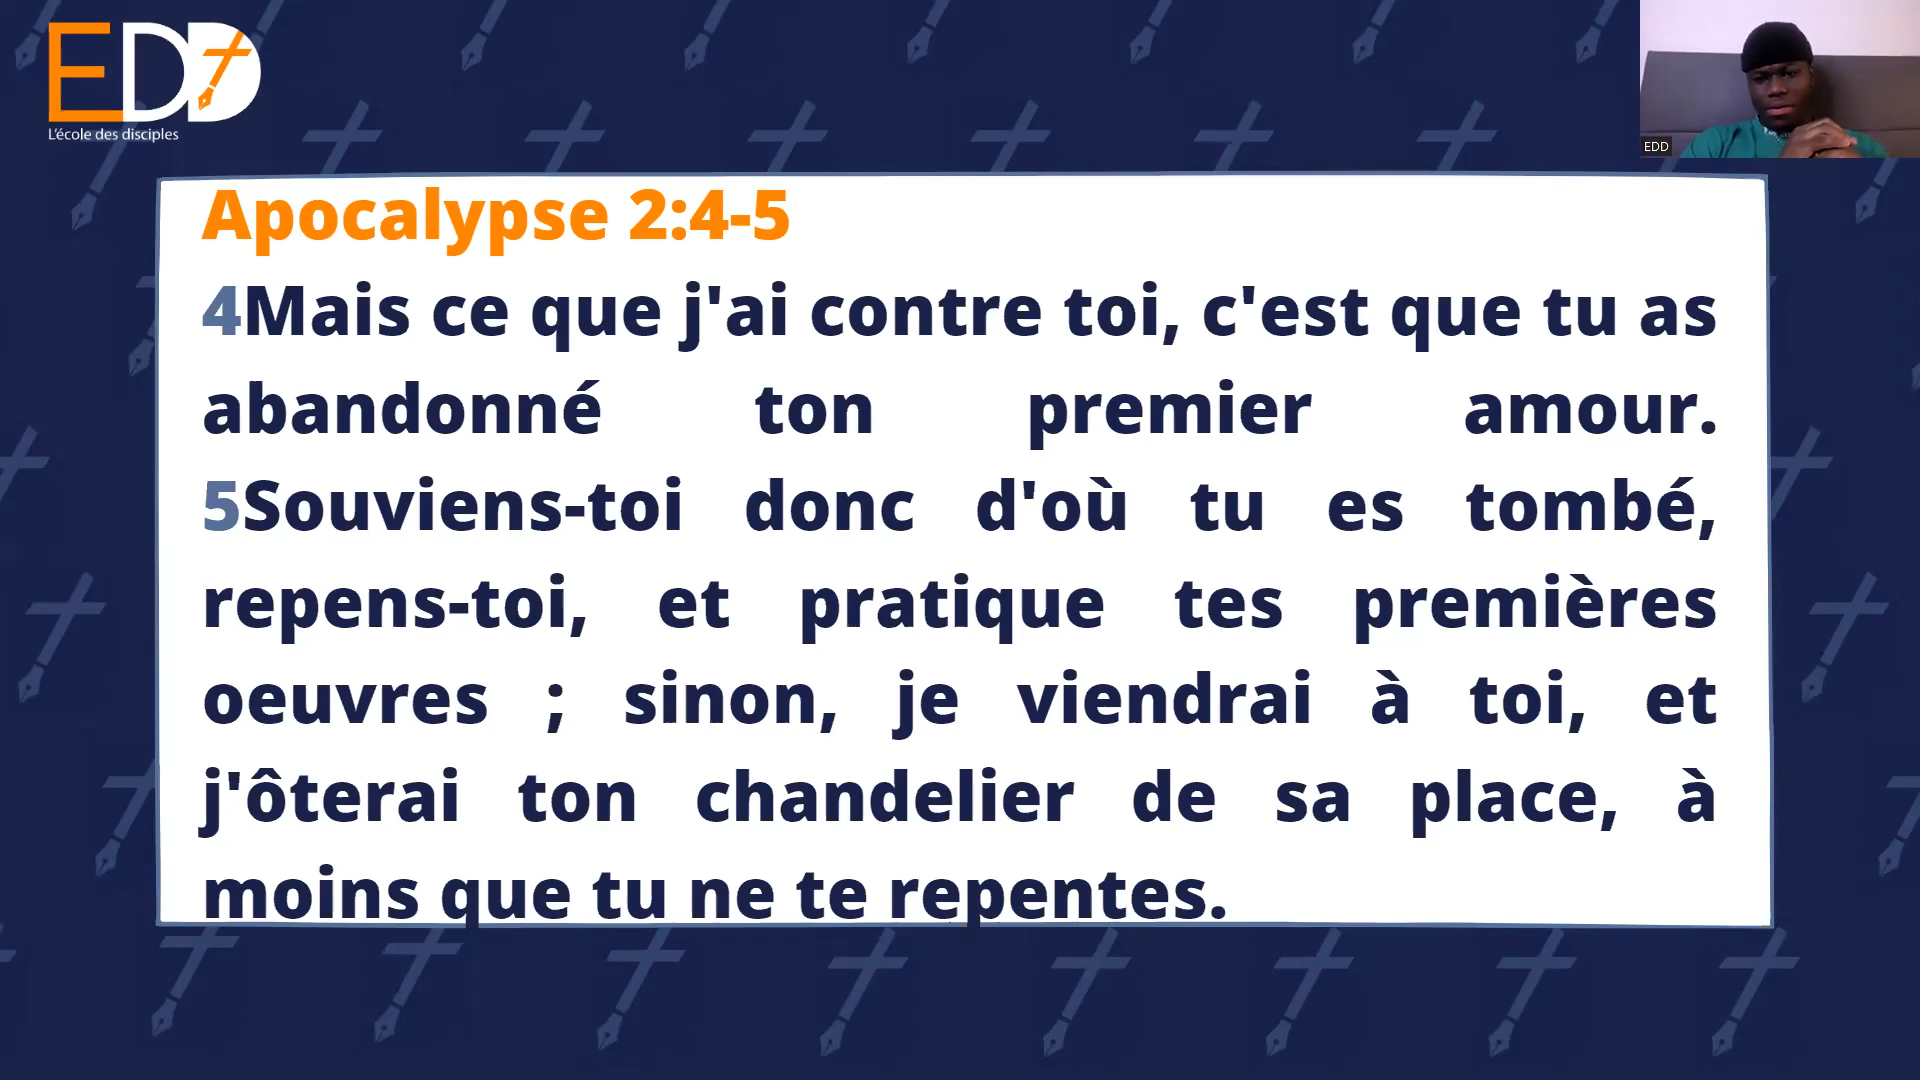 EDD
L'école des disciples
EDD
Apocalypse 2:4-5
4Mais ce que j'ai contre toi, c'est que tu as
abandonné ton premier amour.
5Souviens-toi donc d'où tu es tombé,
repens-toi, et pratique tes premières
oeuvres ; sinon, je viendrai à toi, et
j'ôterai ton chandelier de sa place, à
moins que tu ne te repentes.